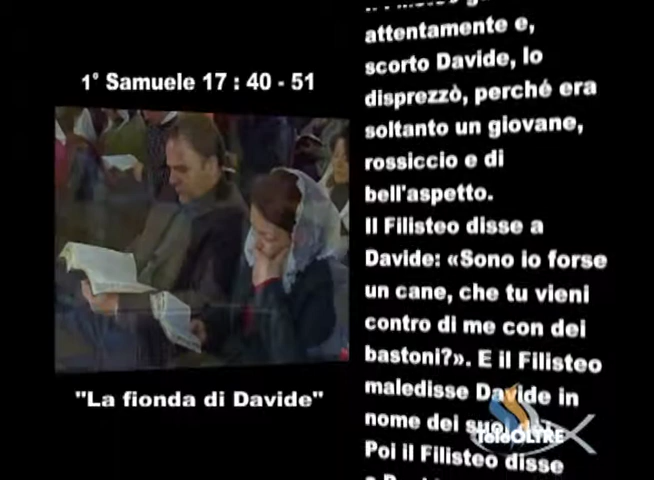 1° Samuele 17 : 40 - 51
"La fionda di Davide"
attentamente e,
scorto Davide, lo
disprezzò, perché era
soltanto un giovane,
rossiccio e di
bell'aspetto.
Il Filisteo disse a
Davide: «Sono io forse
un cane, che tu vieni
contro di me con dei
bastoni?». E il Filisteo
maledisse Davide in
nome dei suoi
Poi il Filisteo disse
TeleOLTRE